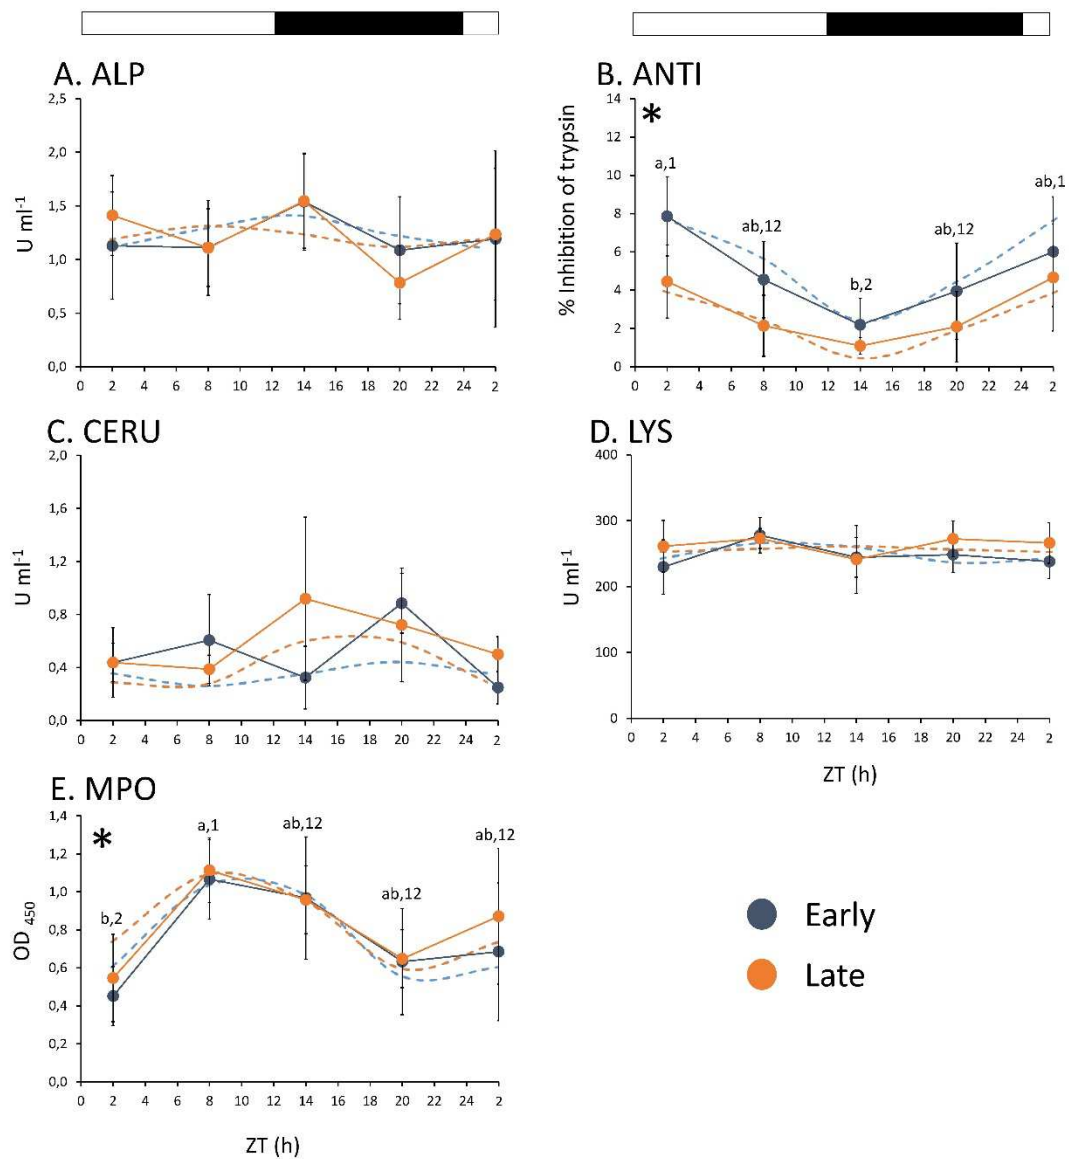 A. ALP
2,5
2,0
1,5
1,0
0,5
0,0
U ml-1
0 2 4 6 8 10 12 14 16 18 20 22 24 2
B. ANTI
14
12
10
8
6
4
2
0
% Inhibition of trypsin
*
a,1
ab,12
b,2
ab,12
ab,1
0 2 4 6 8 10 12 14 16 18 20 22 24 2
C. CERU
2,0
1,6
1,2
0,8
0,4
0,0
U ml-1
0 2 4 6 8 10 12 14 16 18 20 22 24 2
D. LYS
400
300
200
100
0
U ml-1
0 2 4 6 8 10 12 14 16 18 20 22 24 2
ZT (h)
E. MPO
1,4
1,2
1,0
0,8
0,6
0,4
0,2
0,0
OD450
*
b,2
a,1
ab,12
ab,12
ab,12
0 2 4 6 8 10 12 14 16 18 20 22 24 2
ZT (h)
Early
Late